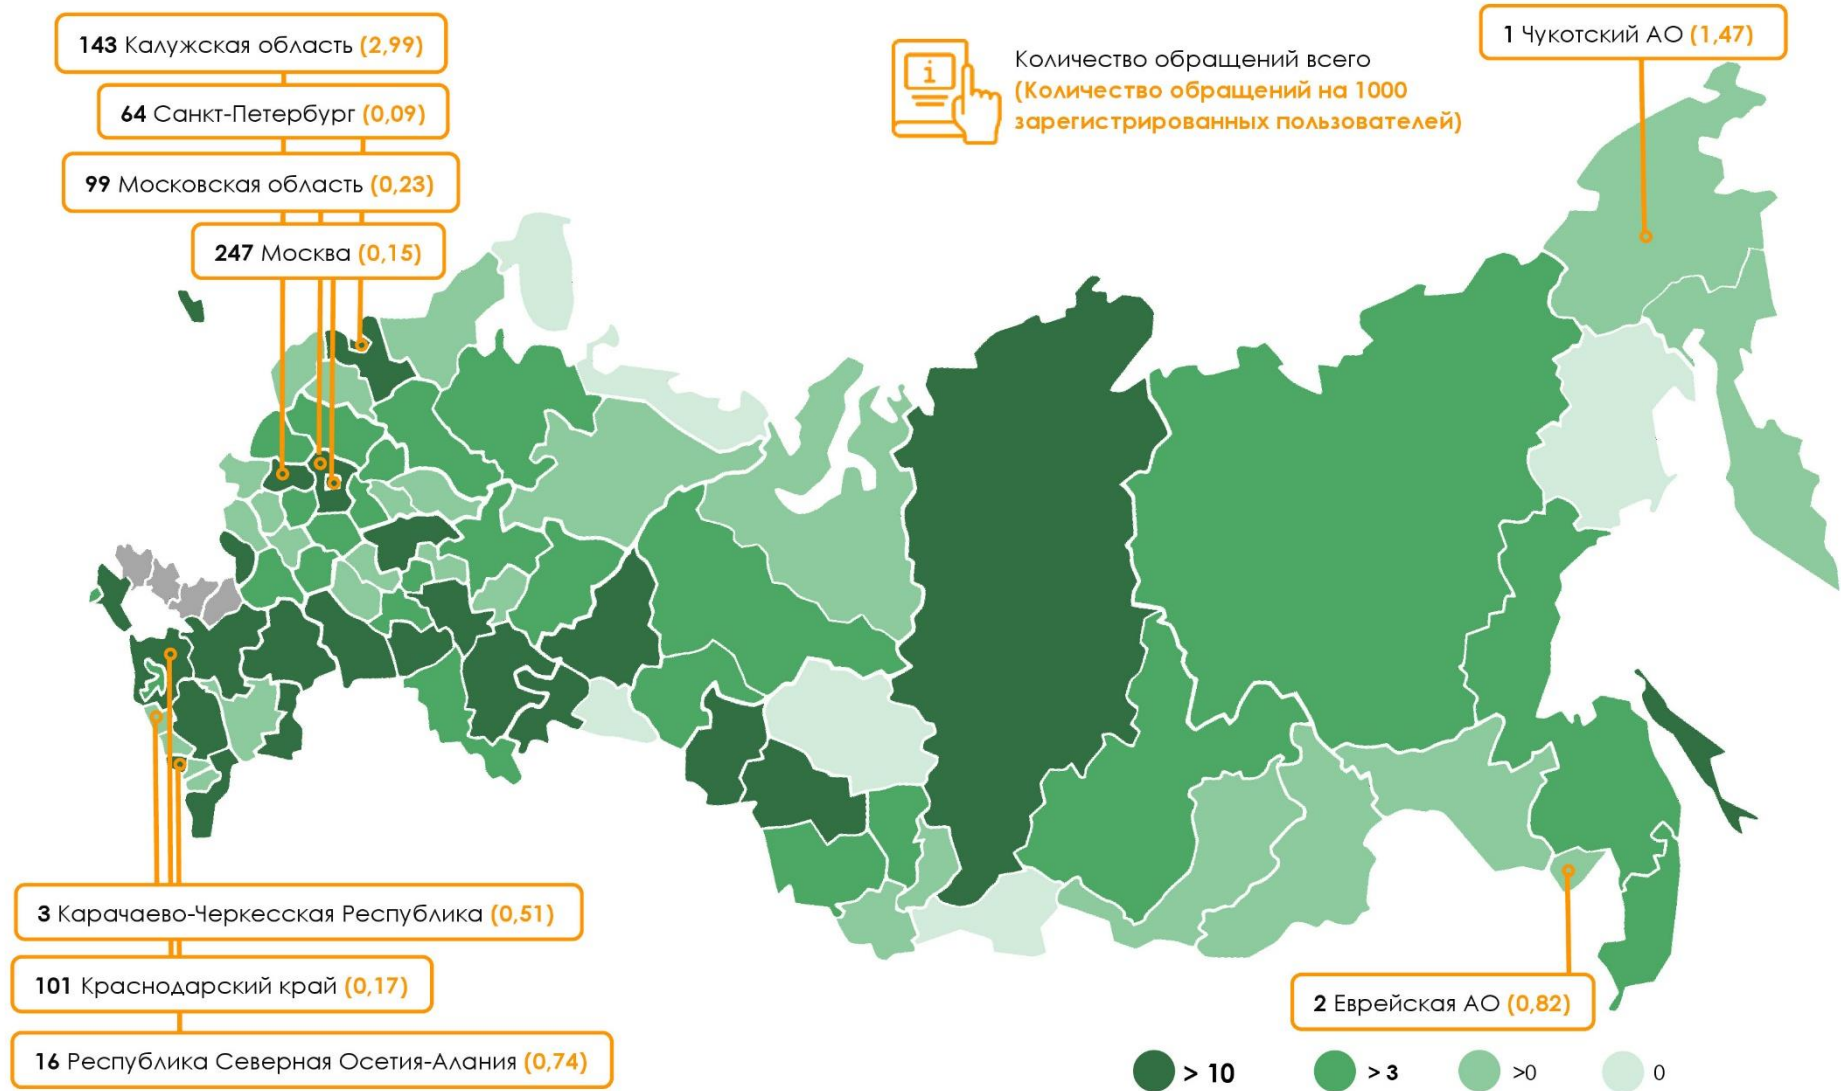 143 Калужская область (2,99)
64 Санкт-Петербург (0,09)
99 Московская область (0,23)
247 Москва (0,15)
i
Количество обращений всего
(Количество обращений на 1000
зарегистрированных пользователей)
1 Чукотский АО (1,47)
3 Карачаево-Черкесская Республика (0,51)
101 Краснодарский край (0,17)
16 Республика Северная Осетия-Алания (0,74)
2 Еврейская АО (0,82)
> 10
> 3
>0
0